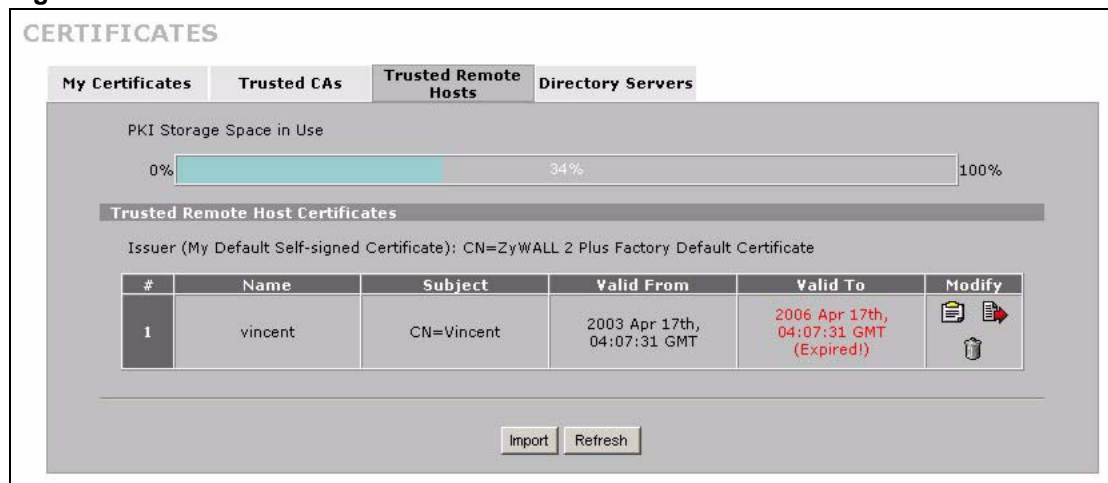 CERTIFICATES
My Certificates
Trusted CAs
Trusted Remote
Hosts
Directory Servers
PKI Storage Space in Use
0%
34%
100%
Trusted Remote Host Certificates
Issuer (My Default Self-signed Certificate): CN=ZyWALL 2 Plus Factory Default Certificate
# Name Subject Valid From Valid To Modify
1 vincent CN=Vincent
2003 Apr 17th,
04:07:31 GMT
2006 Apr 17th,
04:07:31 GMT
(Expired!)
Import
Refresh